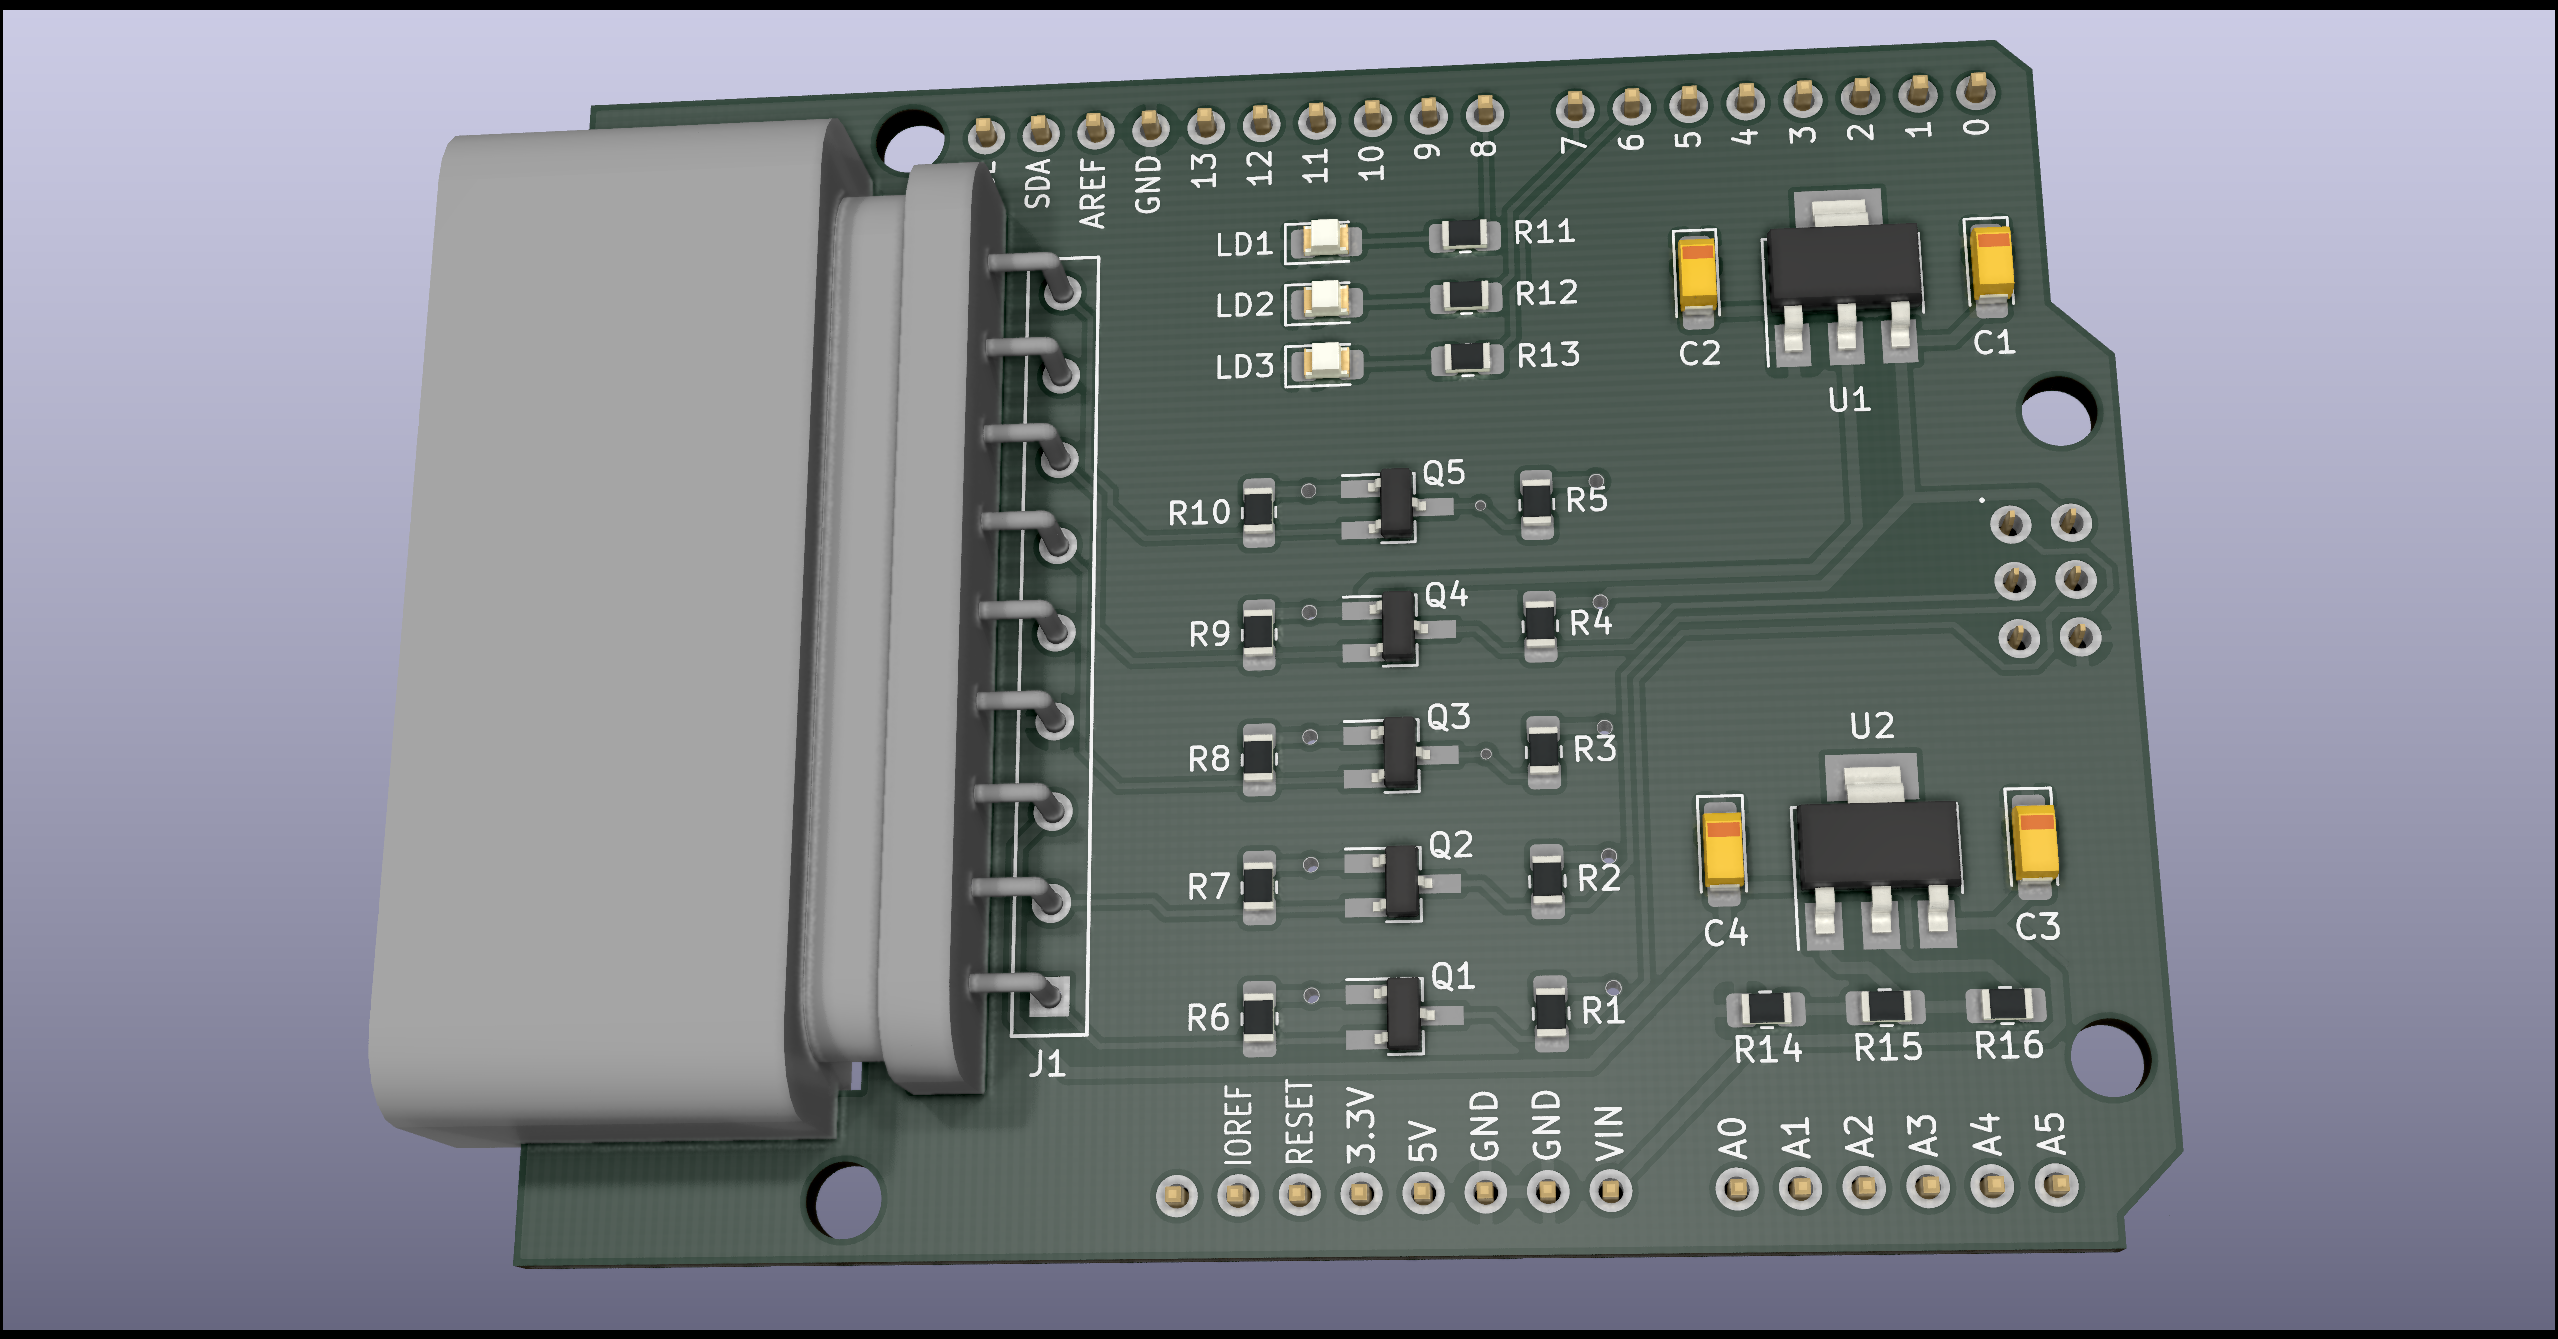 SDA
AREF
GND
13
12
11
10
9
8
7
6
5
4
3
2
1
0
LD1
R11
LD2
R12
LD3
R13
C2
U1
C1
R10
Q5
R5
R9
Q4
R4
R8
Q3
R3
U2
R7
Q2
R2
C4
C3
R6
Q1
R1
R14
R15
R16
J1
IOREF
RESET
3.3V
5V
GND
GND
VIN
A0
A1
A2
A3
A4
A5